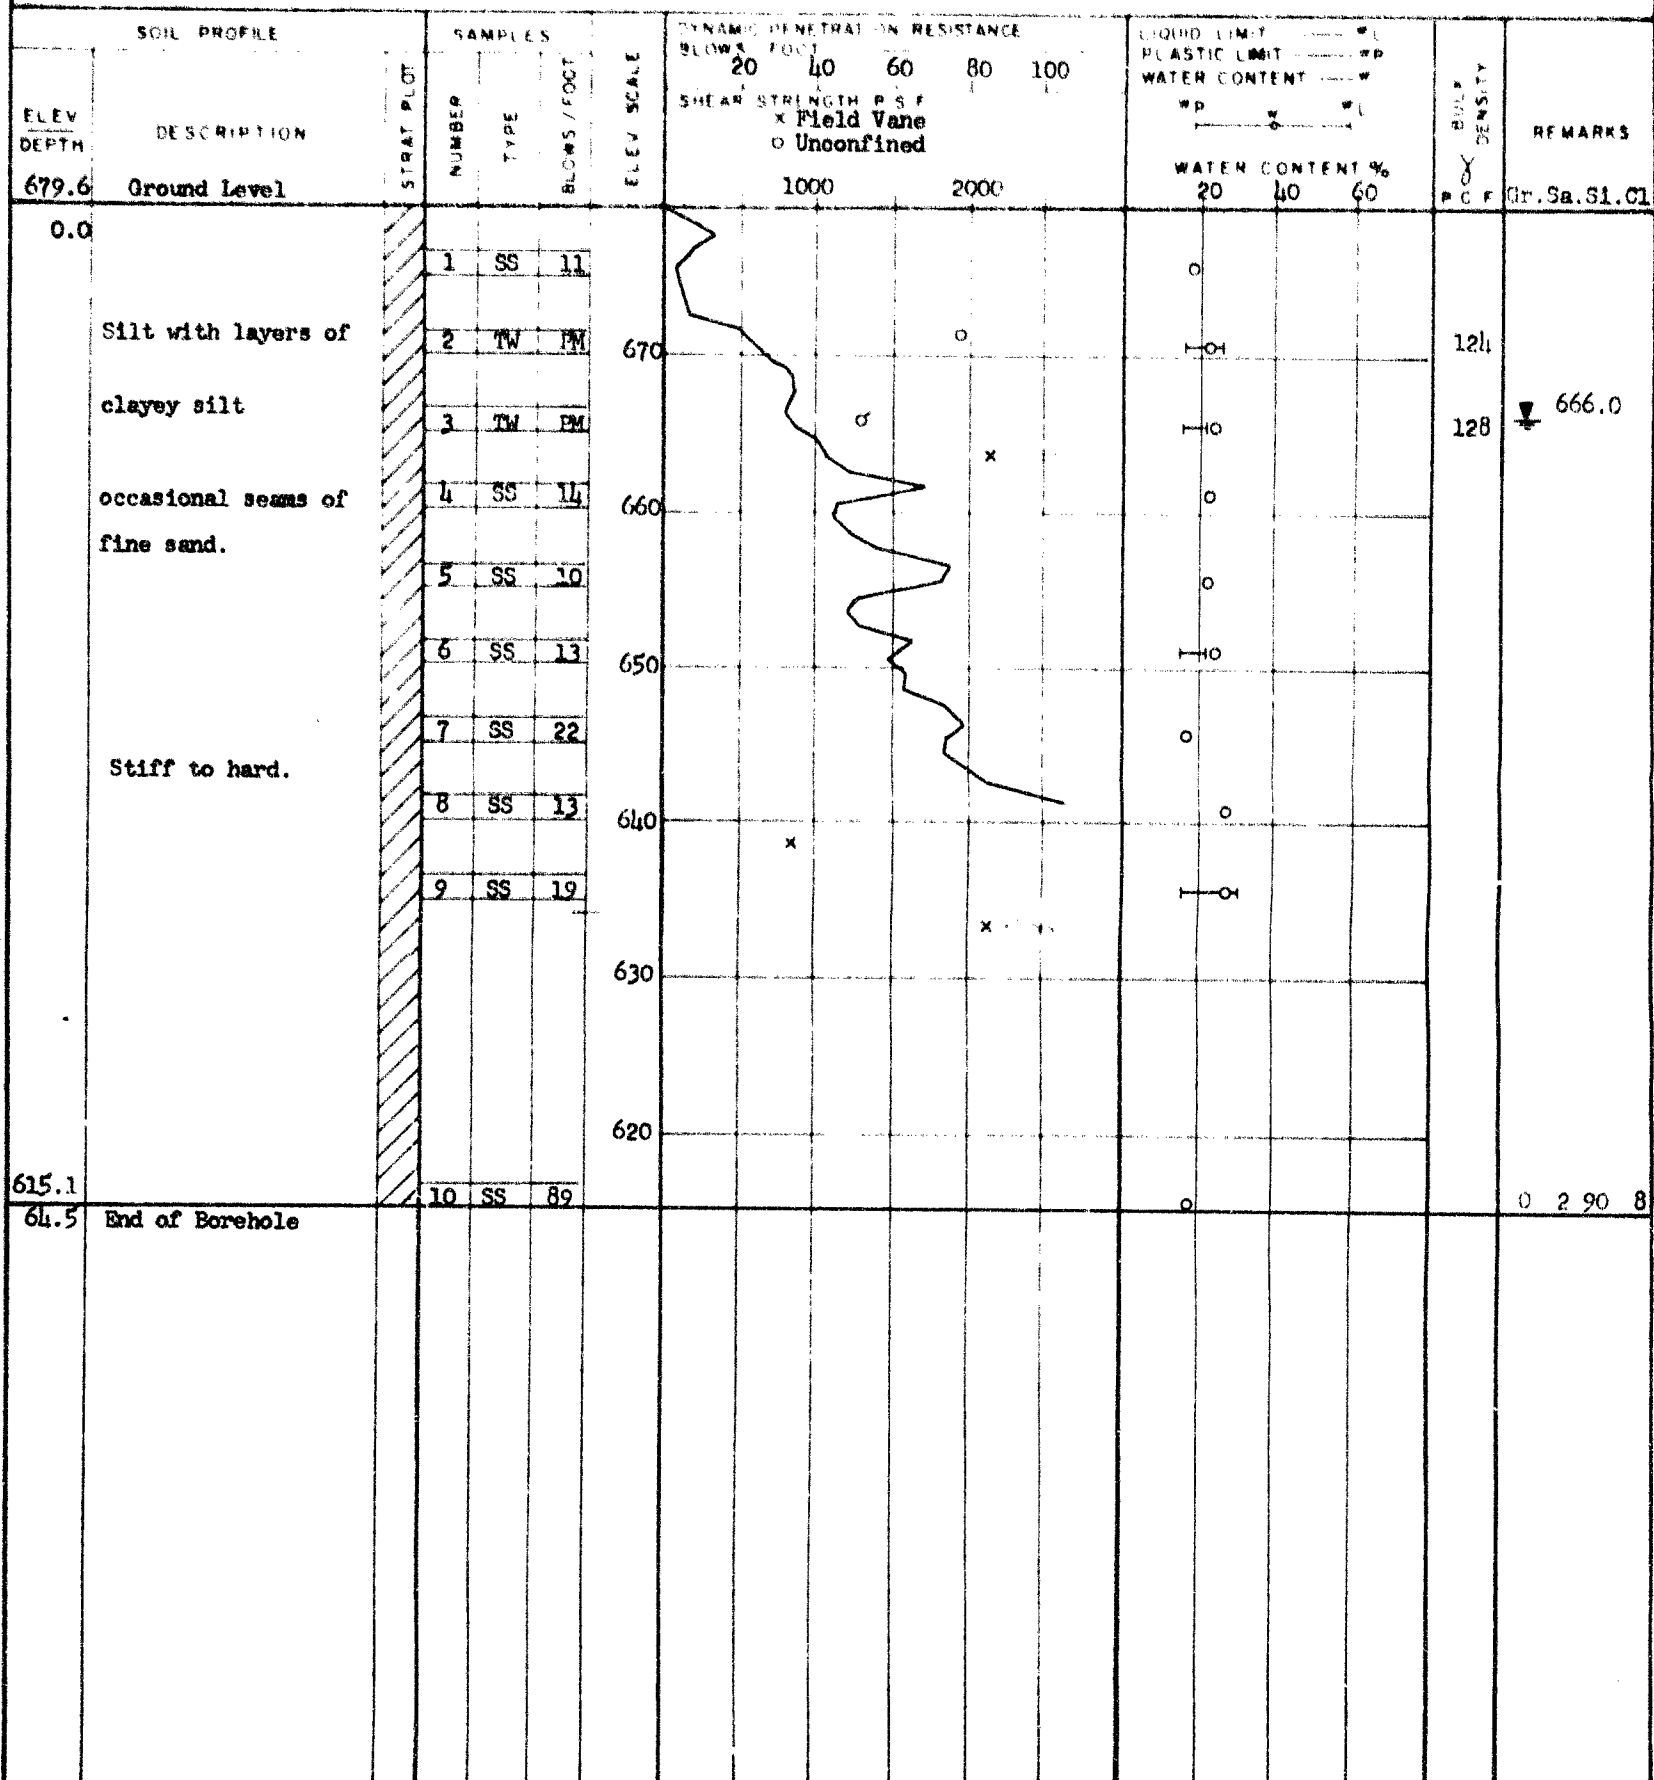 SOIL PROFILE
SAMPLES
DYNAMIC PENETRATION RESISTANCE
BLOWS / FOOT
20 40 60 80 100
SHEAR STRENGTH P S F
× Field Vane
o Unconfined
1000 2000
LIQUID LIMIT ---- wL
PLASTIC LIMIT ---- wP
WATER CONTENT ---- w
wP w wL
WATER CONTENT %
20 40 60
ELEV
DEPTH
DESCRIPTION
STRAT PLOT
NUMBER
TYPE
BLOWS / FOOT
ELEV SCALE
BULK DENSITY
γ
P C F
REMARKS
Gr.Sa.Si.Cl
679.6 Ground Level
0.0
1 SS 11
Silt with layers of
2 TW PM
670
124
clayey silt
666.0
3 TW PM
128
occasional seams of
4 SS 14
660
fine sand.
5 SS 10
6 SS 13
650
7 SS 22
Stiff to hard.
8 SS 13
640
9 SS 19
630
620
615.1
10 SS 89
0 2 90 8
64.5 End of Borehole